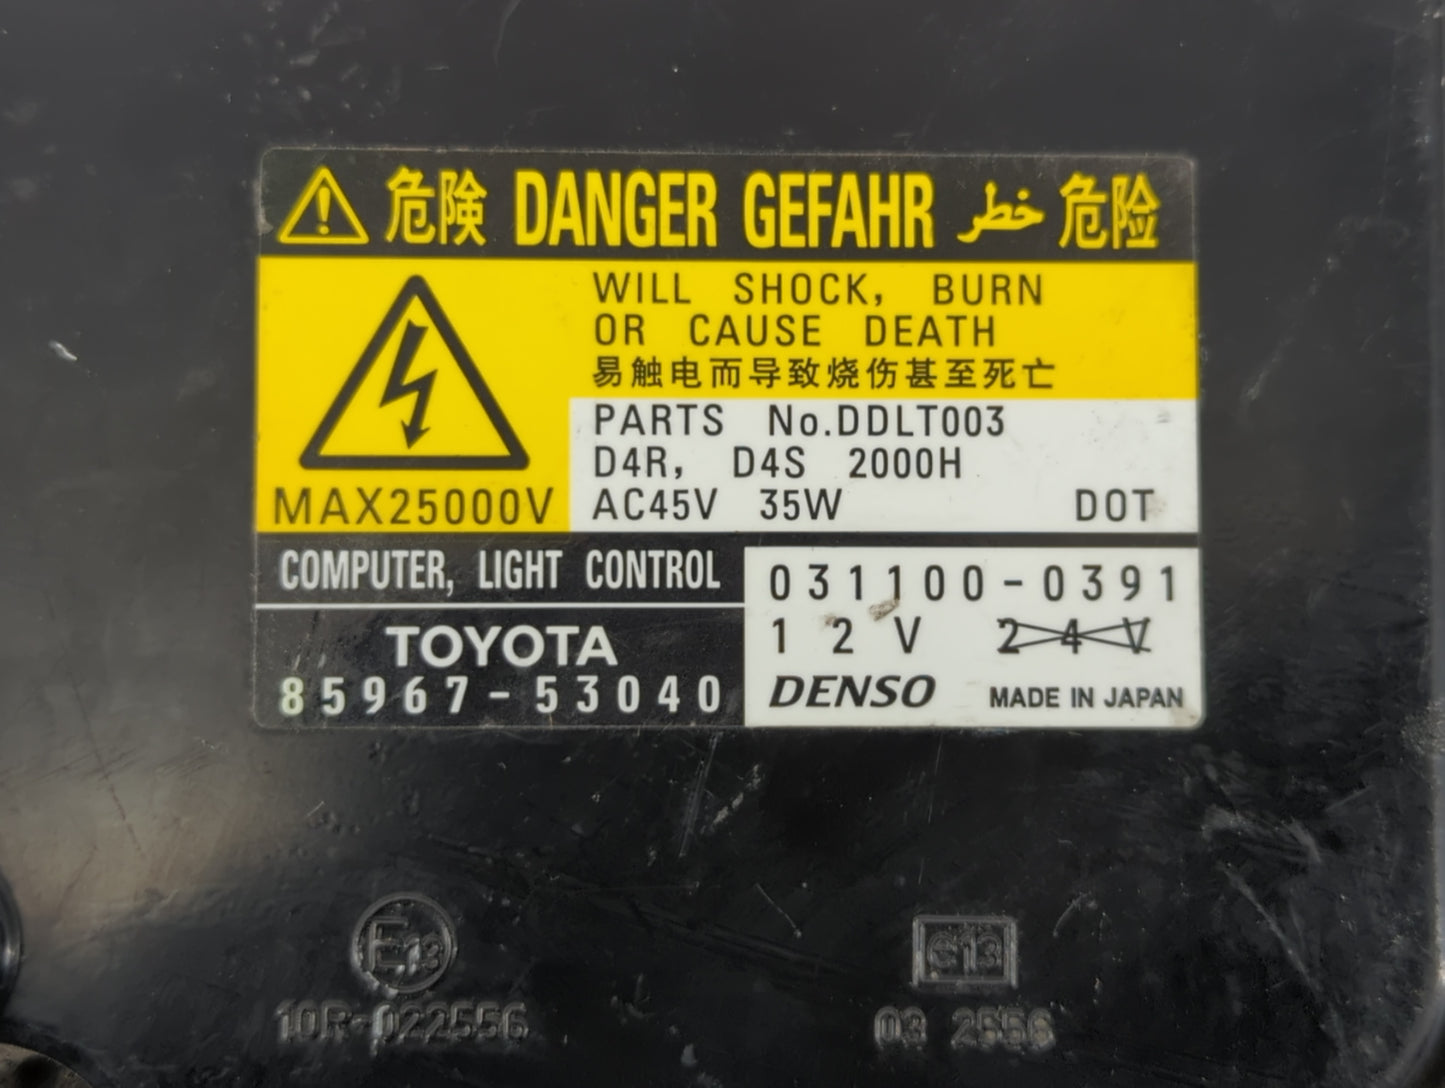 危険 DANGER GEFAHR خطر 危险
WILL SHOCK, BURN
OR CAUSE DEATH
易触电而导致烧伤甚至死亡
MAX25000V
PARTS No.DDLT003
D4R, D4S 2000H
AC45V 35W DOT
COMPUTER, LIGHT CONTROL
TOYOTA
85967-53040
031100-0391
12V 24V
DENSO MADE IN JAPAN
E13
10R-022556
e13
03 2556